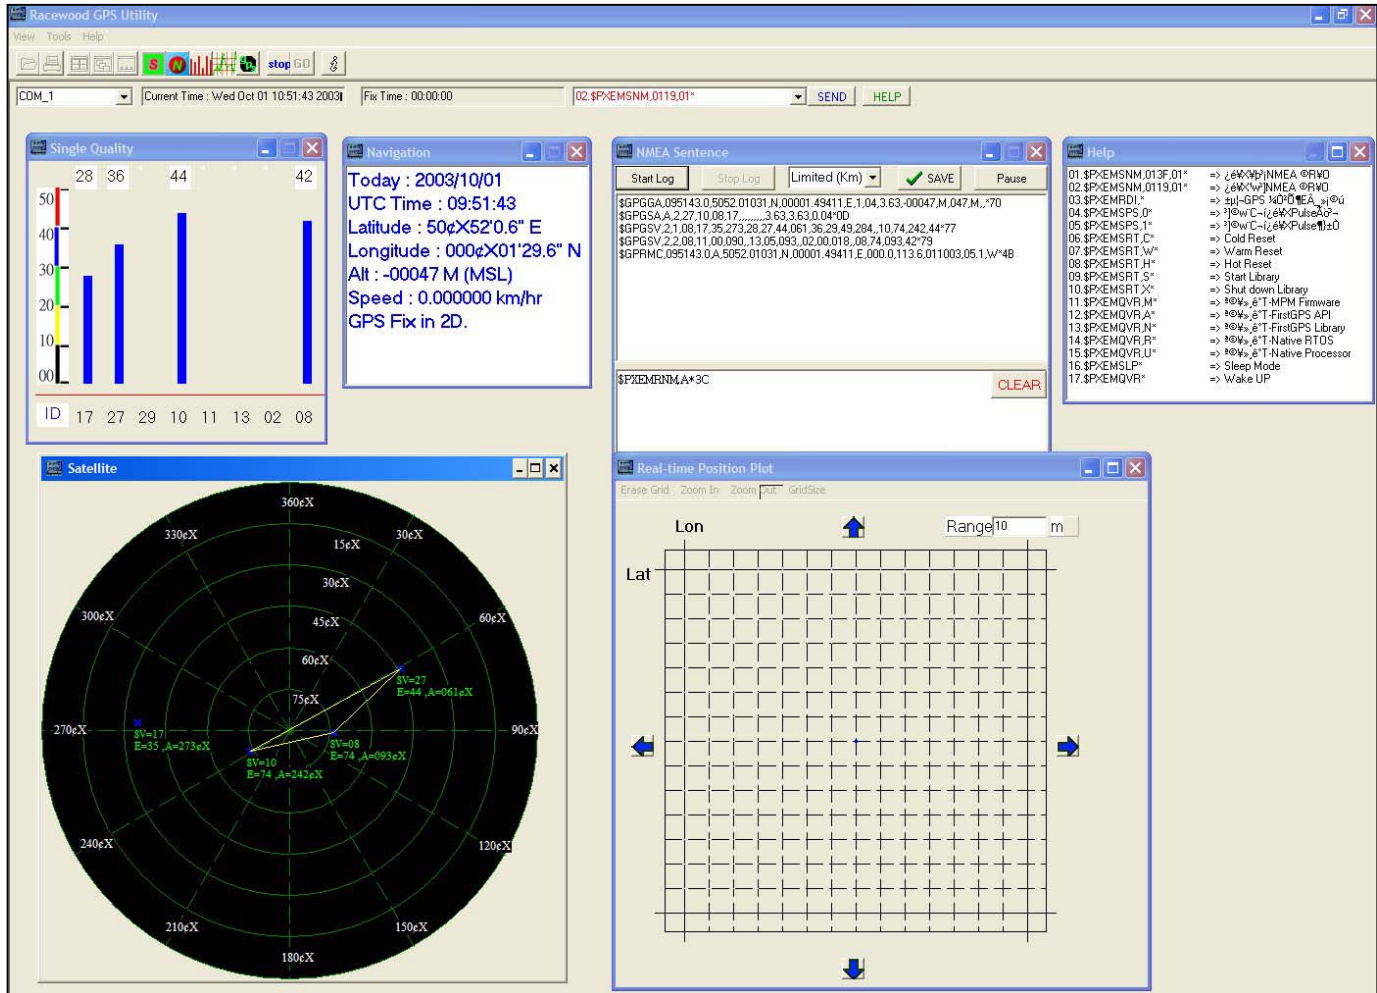 Racewood GPS Utility
View Tools Help
S N stop GO
COM_1 Current Time : Wed Oct 01 10:51:43 2003 Fix Time : 00:00:00 02.$PXEMSNM,0119,01* SEND HELP
Single Quality
28 36 44 42
50
40
30
20
10
00
ID 17 27 29 10 11 13 02 08
Navigation
Today : 2003/10/01
UTC Time : 09:51:43
Latitude : 50¢X52'0.6" E
Longitude : 000¢X01'29.6" N
Alt : -00047 M (MSL)
Speed : 0.000000 km/hr
GPS Fix in 2D.
NMEA Sentence
Start Log Stop Log Limited (Km) SAVE Pause
$GPGGA,095143.0,5052.01031,N,00001.49411,E,1,04,3.63,-00047,M,047,M,,*70
$GPGSA,A,2,27,10,08,17,,,,,,,,,3.63,3.63,0.04*0D
$GPGSV,2,1,08,17,35,273,28,27,44,061,36,29,49,284,,10,74,242,44*77
$GPGSV,2,2,08,11,00,090,,13,05,093,,02,00,018,,08,74,093,42*79
$GPRMC,095143.0,A,5052.01031,N,00001.49411,E,000.0,113.6,011003,05.1,W*4B
$PXEMRNM,A*3C
CLEAR
Help
01.$PXEMSNM,013F,01*
02.$PXEMSNM,0119,01*
03.$PXEMRDI,*
04.$PXEMSPS,0*
05.$PXEMSPS,1*
06.$PXEMSRT,C* => Cold Reset
07.$PXEMSRT,W* => Warm Reset
08.$PXEMSRT,H* => Hot Reset
09.$PXEMSRT,S* => Start Library
10.$PXEMSRT,X* => Shut down Library
11.$PXEMQVR,M* => T-MPM Firmware
12.$PXEMQVR,A* => T-FirstGPS API
13.$PXEMQVR,N* => T-FirstGPS Library
14.$PXEMQVR,R* => T-Native RTOS
15.$PXEMQVR,U* => T-Native Processor
16.$PXEMSLP* => Sleep Mode
17.$PXEMQVR* => Wake UP
Satellite
360¢X
330¢X 30¢X
15¢X
30¢X
300¢X 45¢X 60¢X
60¢X
SV=27
E=44 ,A=061¢X
75¢X
270¢X 90¢X
SV=17
E=35 ,A=273¢X
SV=08
E=74 ,A=093¢X
SV=10
E=74 ,A=242¢X
240¢X 120¢X
210¢X 150¢X
180¢X
Real-time Position Plot
Erase Grid Zoom In Zoom Out GridSize
Lon Range 10 m
Lat